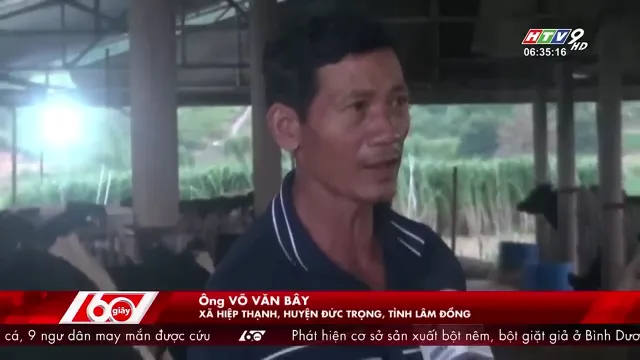 HTV9 HD
06:35:16
60 giây
Ông VÕ VĂN BÂY
XÃ HIỆP THẠNH, HUYỆN ĐỨC TRỌNG, TỈNH LÂM ĐỒNG
cá, 9 ngư dân may mắn được cứu Phát hiện cơ sở sản xuất bột nêm, bột giặt giả ở Bình Dươ